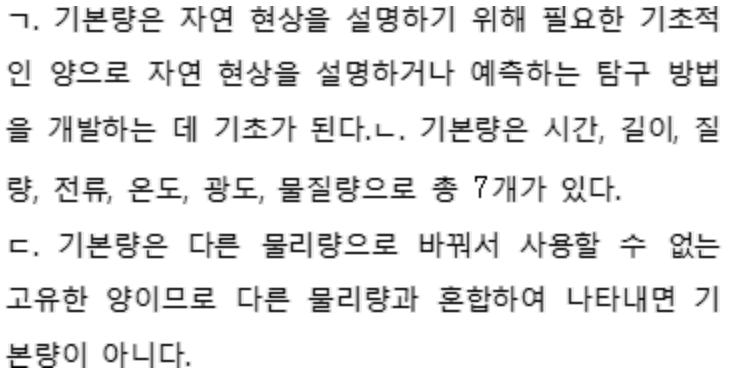 ㄱ. 기본량은 자연 현상을 설명하기 위해 필요한 기초적
인 양으로 자연 현상을 설명하거나 예측하는 탐구 방법
을 개발하는 데 기초가 된다.ㄴ. 기본량은 시간, 길이, 질
량, 전류, 온도, 광도, 물질량으로 총 7개가 있다.
ㄷ. 기본량은 다른 물리량으로 바꿔서 사용할 수 없는
고유한 양이므로 다른 물리량과 혼합하여 나타내면 기
본량이 아니다.